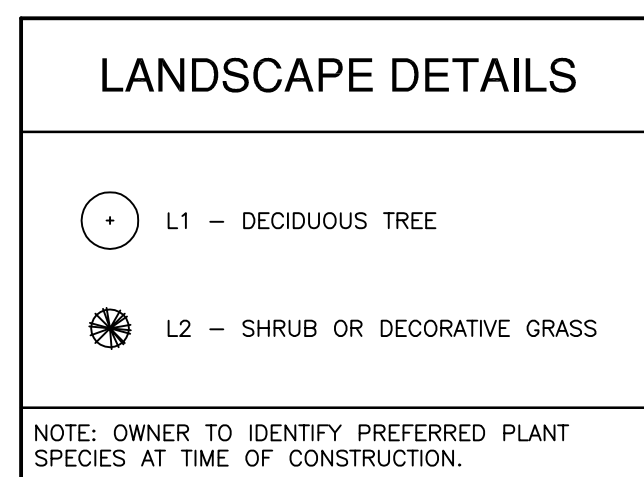 LANDSCAPE DETAILS
L1 – DECIDUOUS TREE
L2 – SHRUB OR DECORATIVE GRASS
NOTE: OWNER TO IDENTIFY PREFERRED PLANT
SPECIES AT TIME OF CONSTRUCTION.